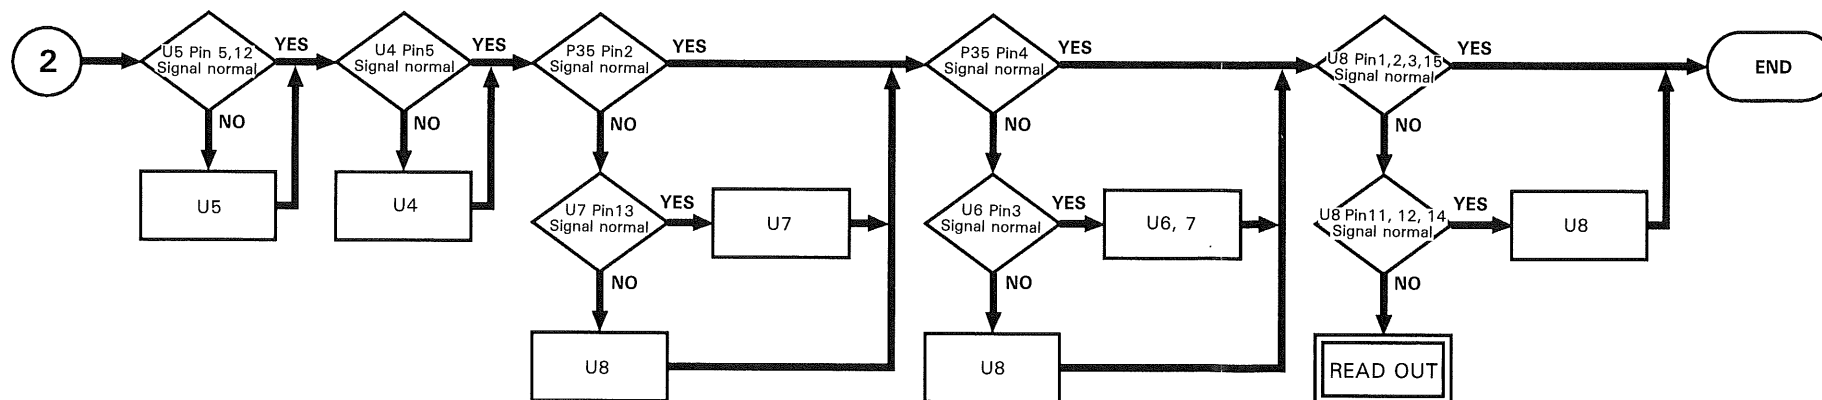 2
U5 Pin 5,12
Signal normal
YES
NO
U5
U4 Pin5
Signal normal
YES
NO
U4
P35 Pin2
Signal normal
YES
NO
U7 Pin13
Signal normal
YES
U7
NO
U8
P35 Pin4
Signal normal
YES
NO
U6 Pin3
Signal normal
YES
U6, 7
NO
U8
U8 Pin1,2,3,15
Signal normal
YES
NO
U8 Pin11, 12, 14
Signal normal
YES
U8
NO
READ OUT
END